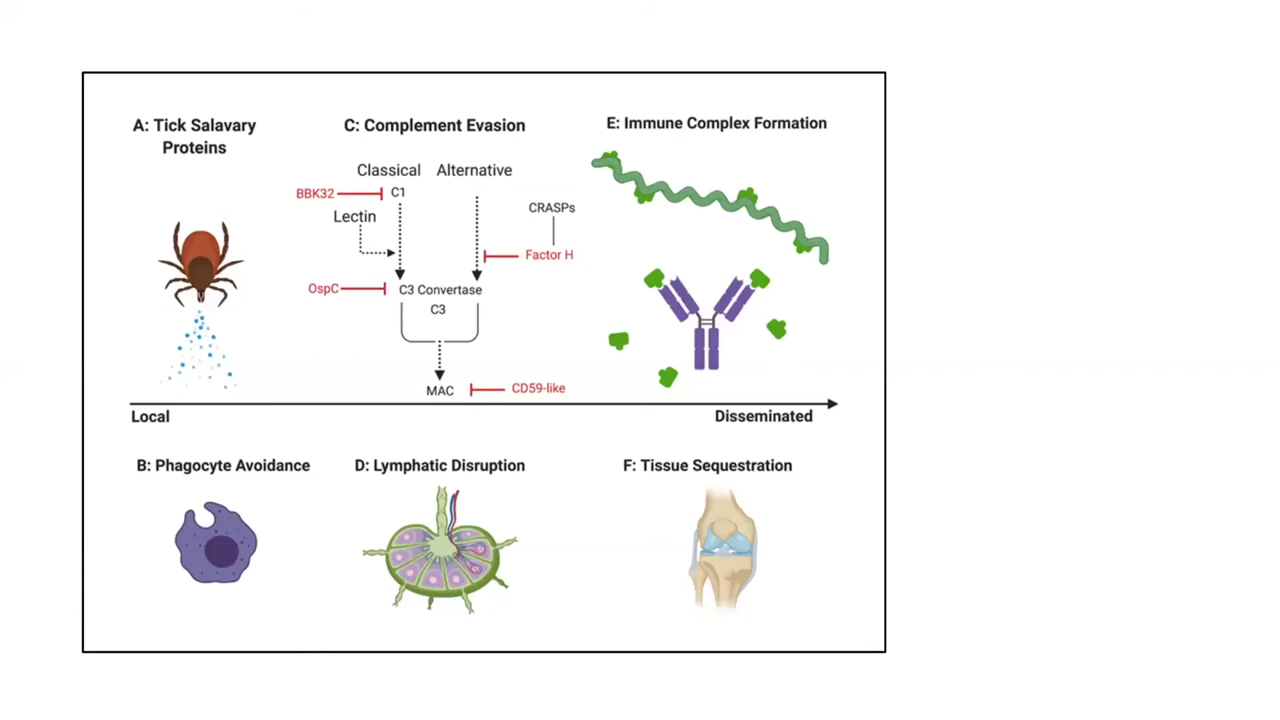 A: Tick Salavary
Proteins
C: Complement Evasion
Classical
Alternative
BBK32
C1
Lectin
CRASPs
Factor H
OspC
C3 Convertase
C3
MAC
CD59-like
E: Immune Complex Formation
Local
Disseminated
B: Phagocyte Avoidance
D: Lymphatic Disruption
F: Tissue Sequestration